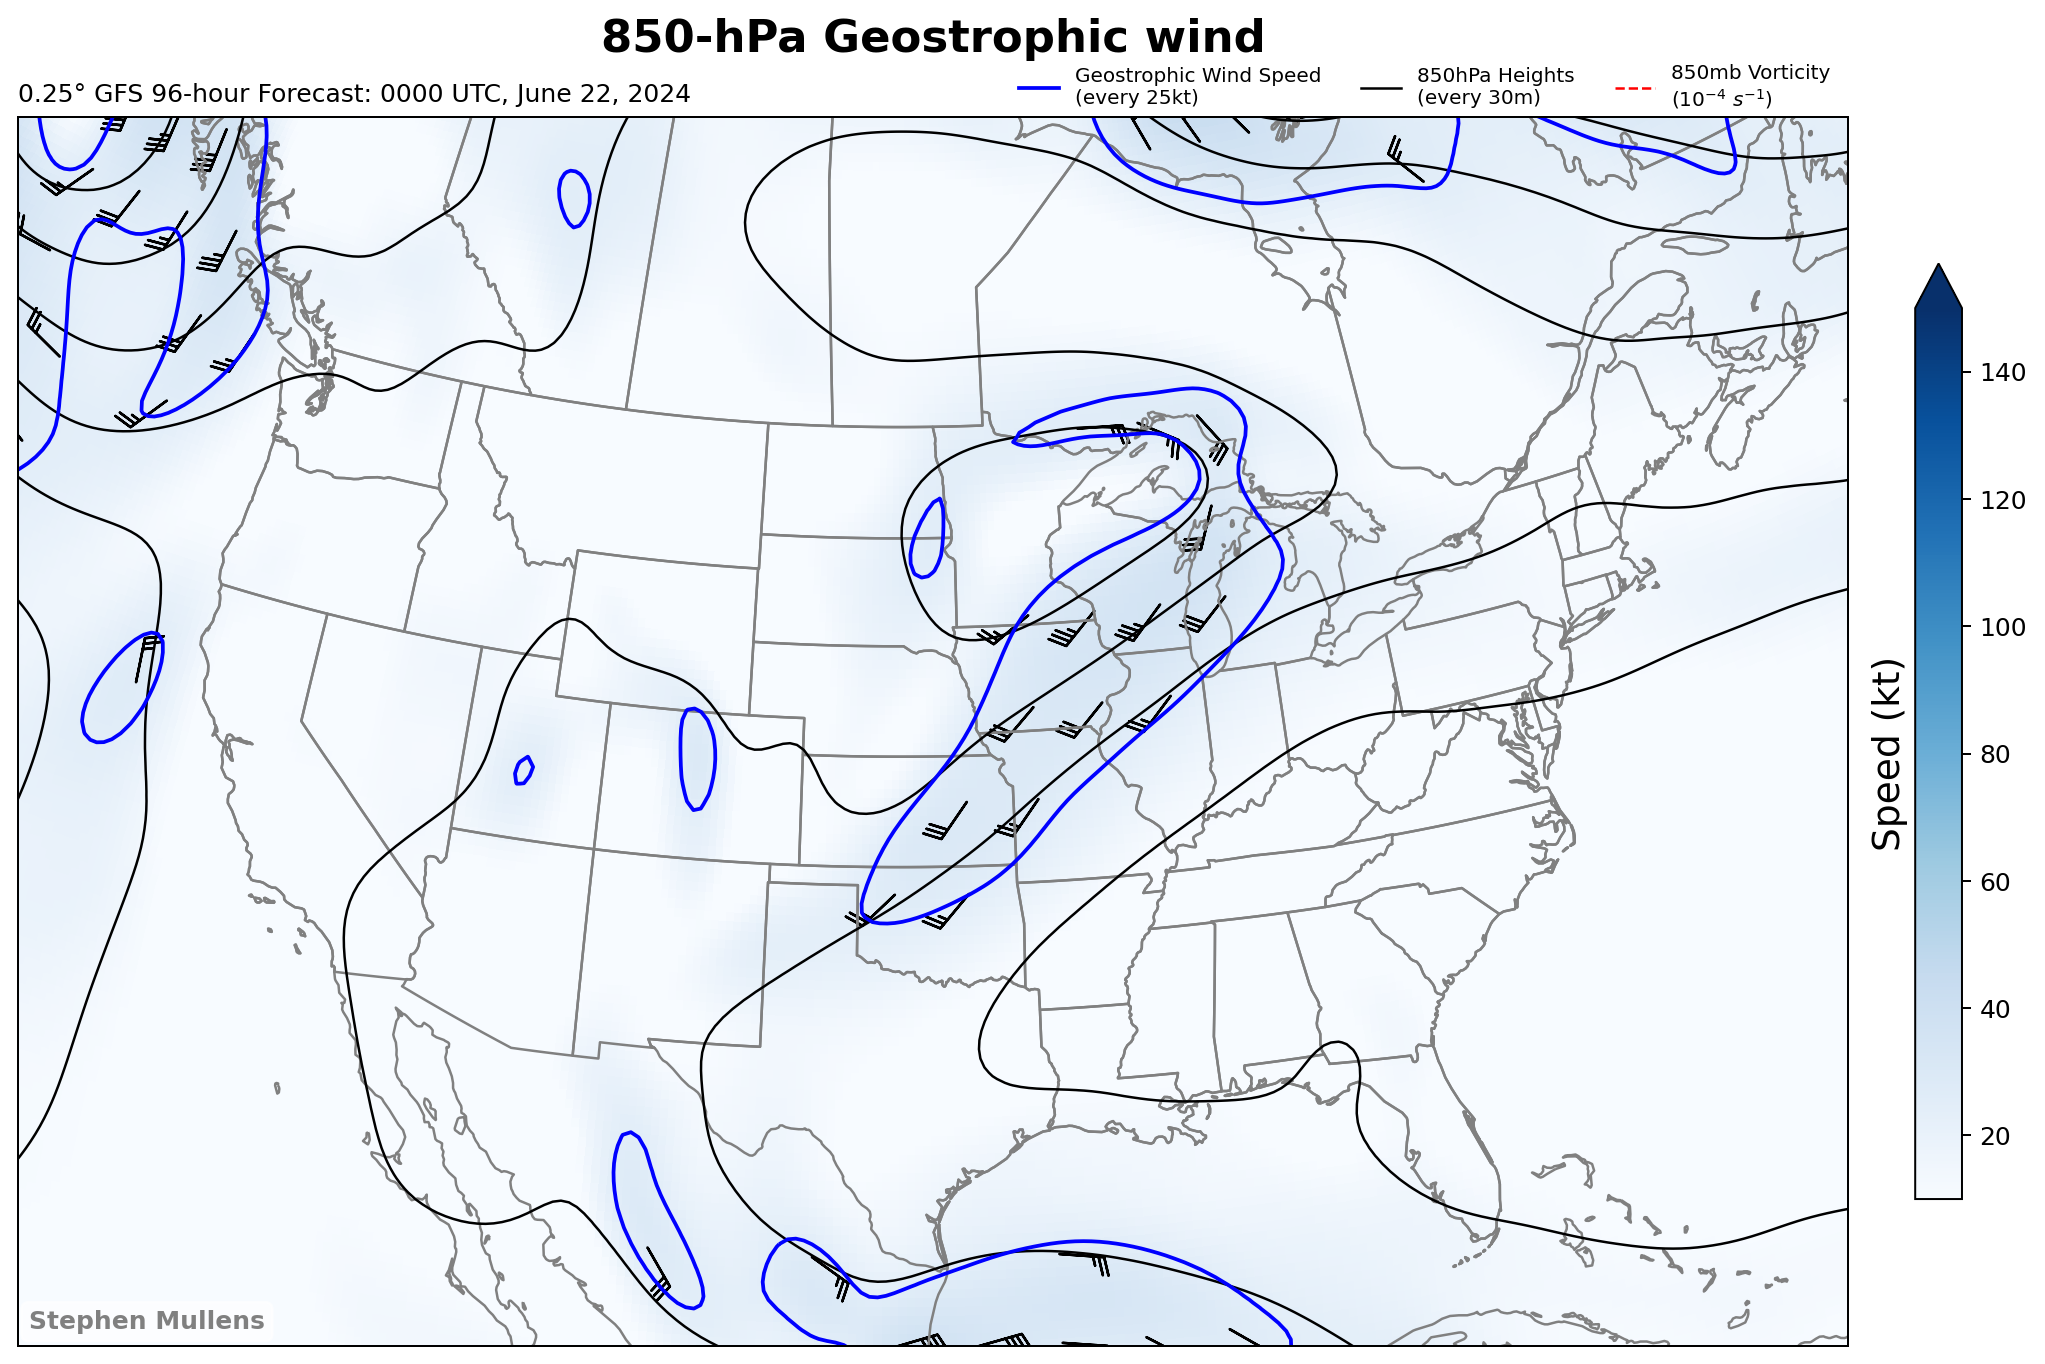 850-hPa Geostrophic wind
0.25° GFS 96-hour Forecast: 0000 UTC, June 22, 2024
Geostrophic Wind Speed
(every 25kt)
850hPa Heights
(every 30m)
850mb Vorticity
(10⁻⁴ s⁻¹)
140
120
100
80
60
40
20
Speed (kt)
Stephen Mullens